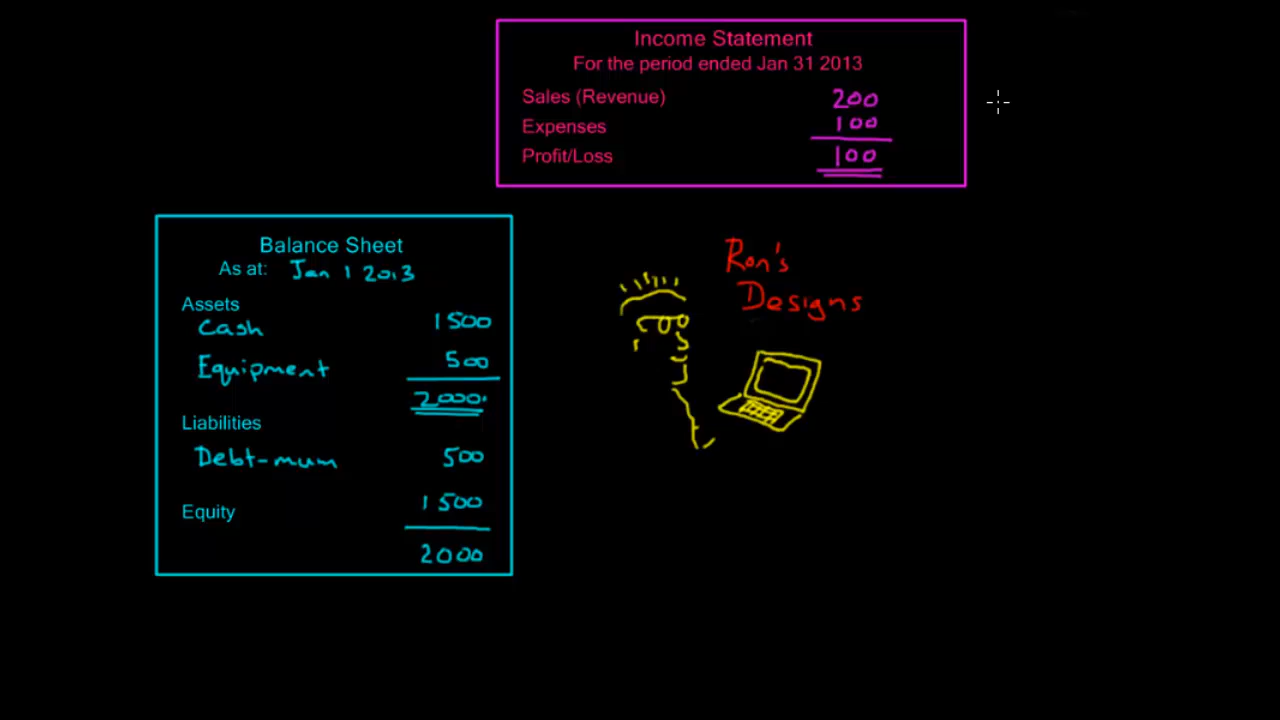 Income Statement
For the period ended Jan 31 2013
Sales (Revenue) 200
Expenses 100
Profit/Loss 100
Balance Sheet
As at: Jan 1 2013
Assets
Cash 1500
Equipment 500
2000
Liabilities
Debt-mum 500
Equity 1500
2000
Ron's
Designs